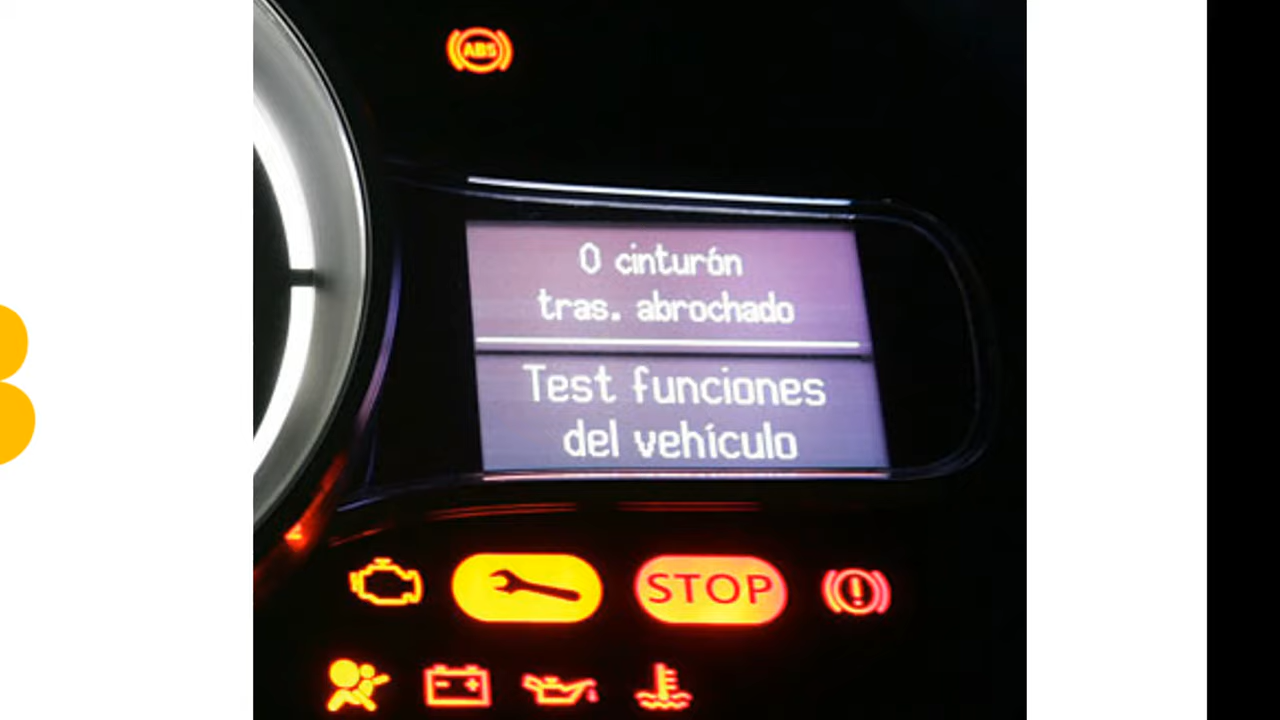 ABS
0 cinturón
tras. abrochado
Test funciones
del vehículo
STOP